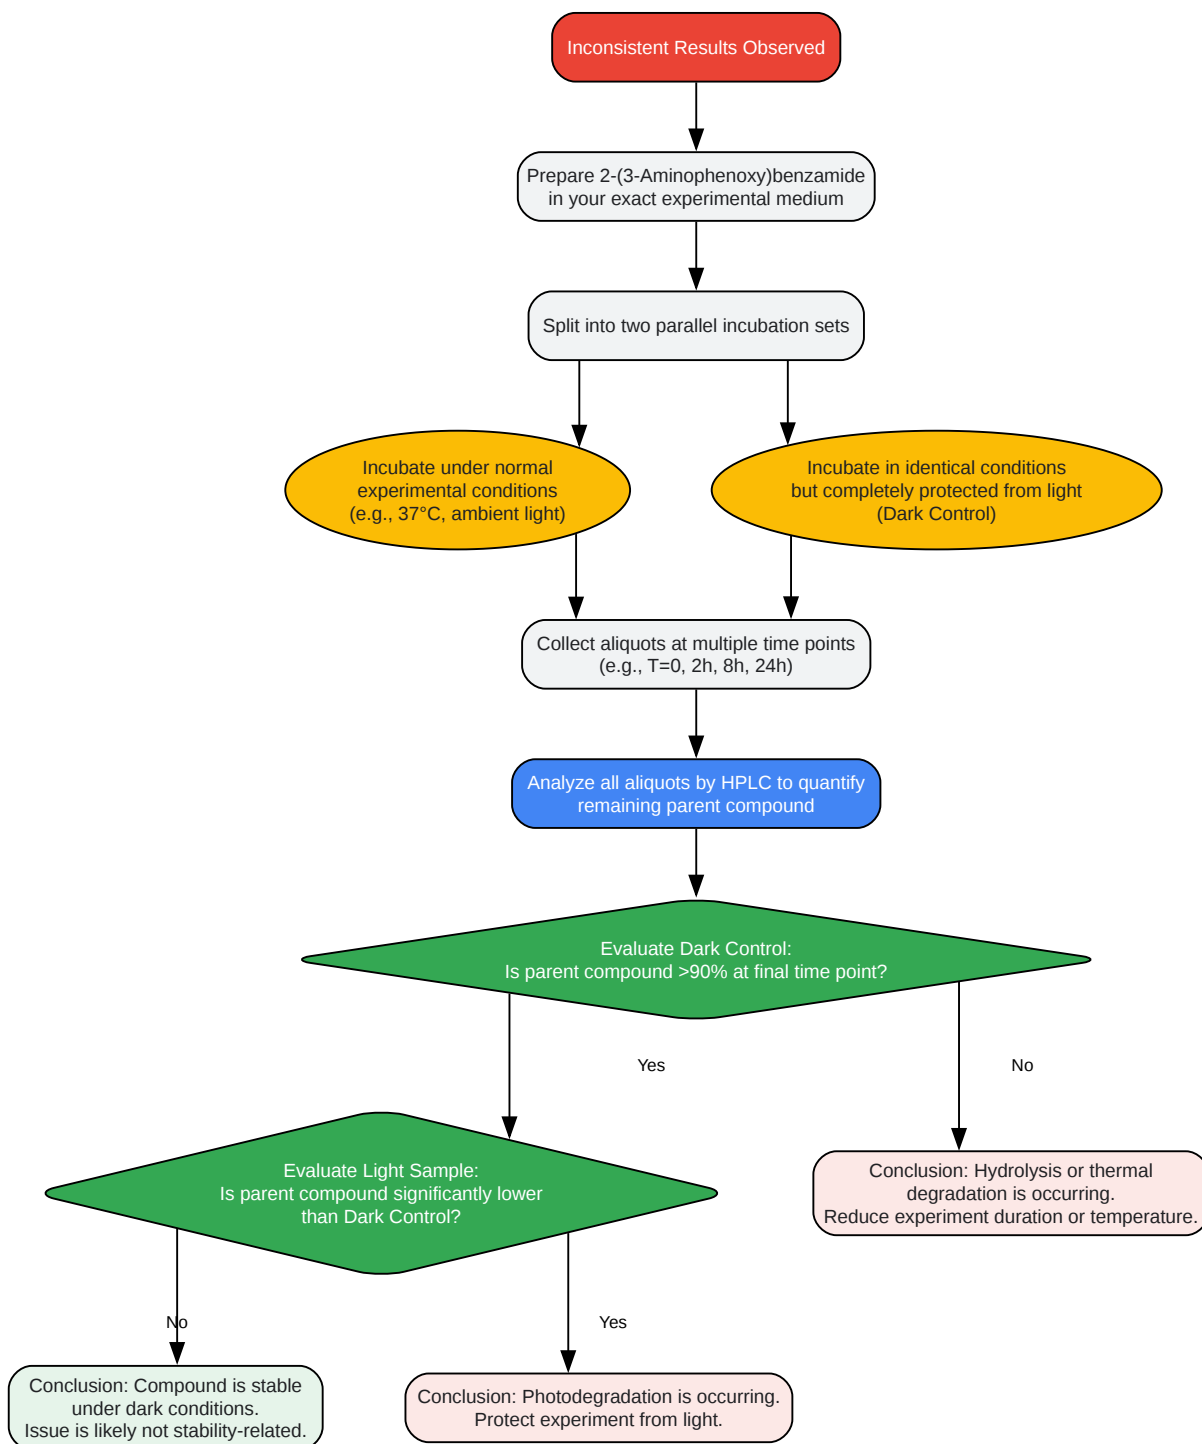 Inconsistent Results Observed
Prepare 2-(3-Aminophenoxy)benzamide
in your exact experimental medium
Split into two parallel incubation sets
Incubate under normal
experimental conditions
(e.g., 37°C, ambient light)
Incubate in identical conditions
but completely protected from light
(Dark Control)
Collect aliquots at multiple time points
(e.g., T=0, 2h, 8h, 24h)
Analyze all aliquots by HPLC to quantify
remaining parent compound
Evaluate Dark Control:
Is parent compound >90% at final time point?
Yes
No
Evaluate Light Sample:
Is parent compound significantly lower
than Dark Control?
Conclusion: Hydrolysis or thermal
degradation is occurring.
Reduce experiment duration or temperature.
No
Yes
Conclusion: Compound is stable
under dark conditions.
Issue is likely not stability-related.
Conclusion: Photodegradation is occurring.
Protect experiment from light.